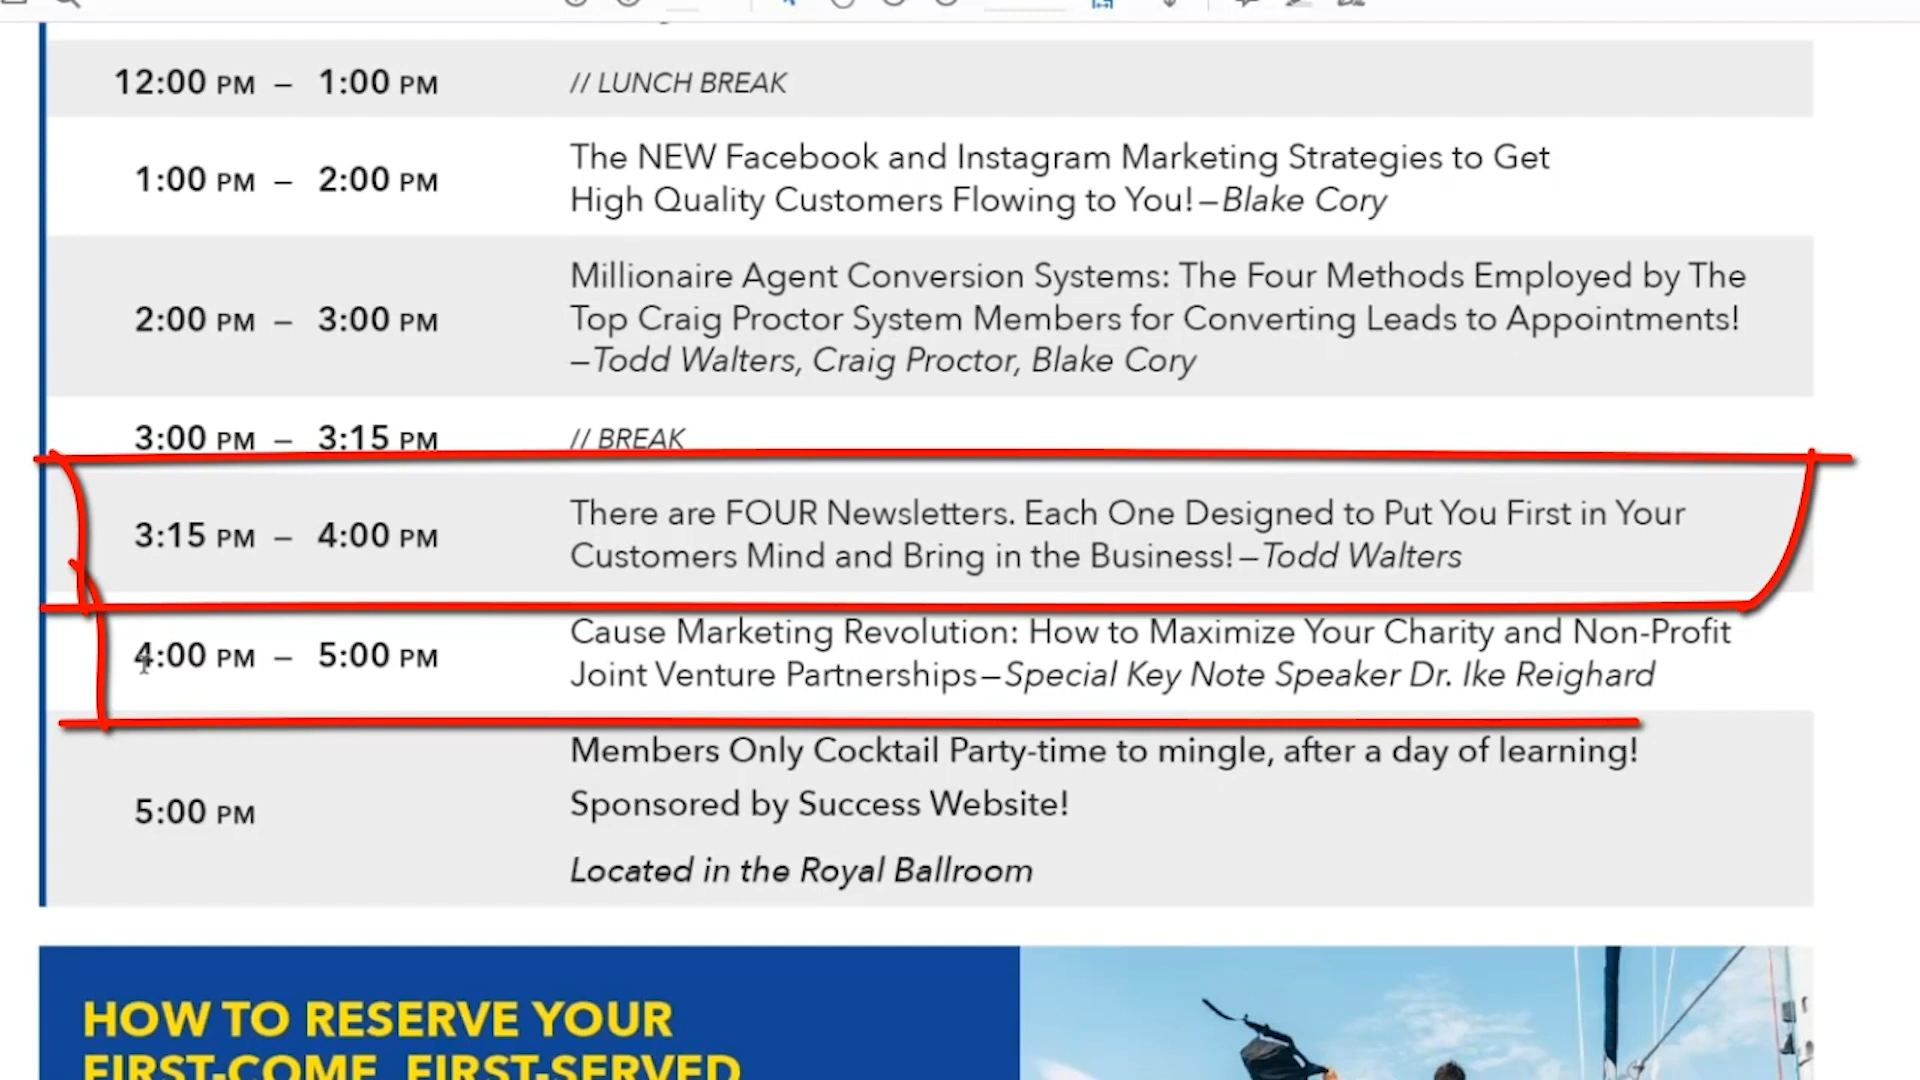 12:00 PM – 1:00 PM // LUNCH BREAK
The NEW Facebook and Instagram Marketing Strategies to Get
1:00 PM – 2:00 PM
High Quality Customers Flowing to You!—Blake Cory
Millionaire Agent Conversion Systems: The Four Methods Employed by The
2:00 PM – 3:00 PM Top Craig Proctor System Members for Converting Leads to Appointments!
—Todd Walters, Craig Proctor, Blake Cory
3:00 PM – 3:15 PM // BREAK
There are FOUR Newsletters. Each One Designed to Put You First in Your
3:15 PM – 4:00 PM
Customers Mind and Bring in the Business!—Todd Walters
Cause Marketing Revolution: How to Maximize Your Charity and Non-Profit
4:00 PM – 5:00 PM
Joint Venture Partnerships—Special Key Note Speaker Dr. Ike Reighard
Members Only Cocktail Party-time to mingle, after a day of learning!
Sponsored by Success Website!
5:00 PM
Located in the Royal Ballroom
HOW TO RESERVE YOUR
FIRST-COME, FIRST-SERVED